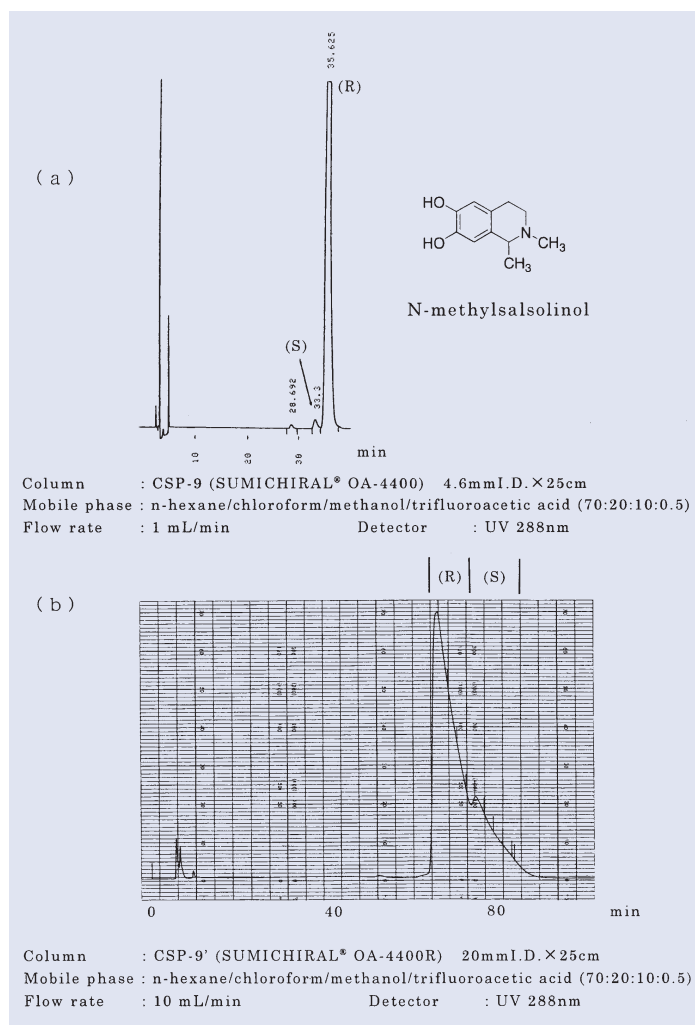 35.625
(R)
(a)
HO
HO
N
CH3
CH3
N-methylsalsolinol
(S)
28.692
33.3
10
20
30
min
Column : CSP-9 (SUMICHIRAL® OA-4400) 4.6mmI.D.×25cm
Mobile phase : n-hexane/chloroform/methanol/trifluoroacetic acid (70:20:10:0.5)
Flow rate : 1 mL/min Detector : UV 288nm
(R) (S)
(b)
0 40 80 min
Column : CSP-9' (SUMICHIRAL® OA-4400R) 20mmI.D.×25cm
Mobile phase : n-hexane/chloroform/methanol/trifluoroacetic acid (70:20:10:0.5)
Flow rate : 10 mL/min Detector : UV 288nm